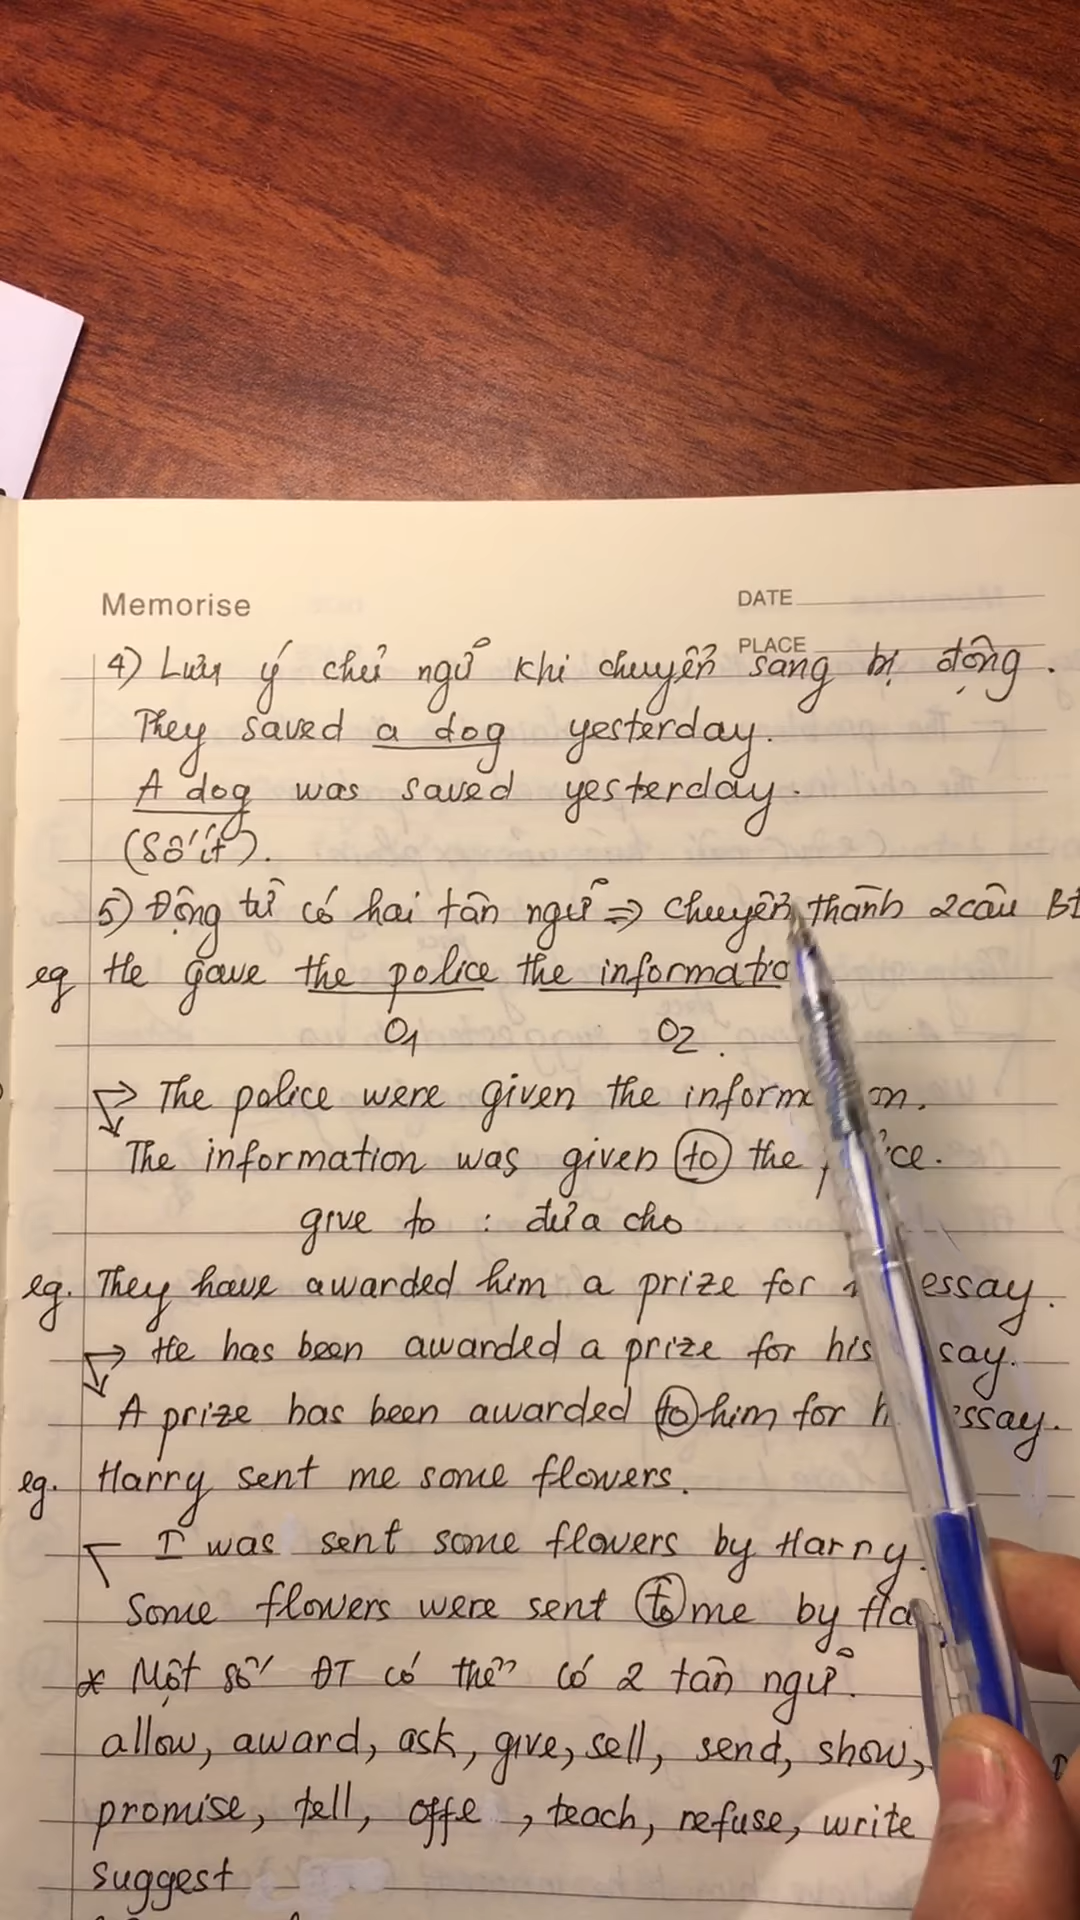 Memorise
DATE
PLACE
4) Lưu ý chủ ngữ khi chuyển sang bị động.
They saved a dog yesterday.
A dog was saved yesterday.
(Số ít).
5) Động từ có hai tân ngữ => chuyển thành 2 câu
eg He gave the police the
O1 O2.
The police were given the
The information was given to the
give to : đưa cho
eg. They have awarded him a prize for essay.
He has been awarded a prize for his
A prize has been awarded to him for
eg. Harry sent me some flowers.
I was sent some flowers by Harry.
Some flowers were sent to me by
* Một số ĐT có thể có 2 tân ngữ.
allow, award, ask, give, sell, send, show,
promise, tell, offe , teach, refuse, write
suggest